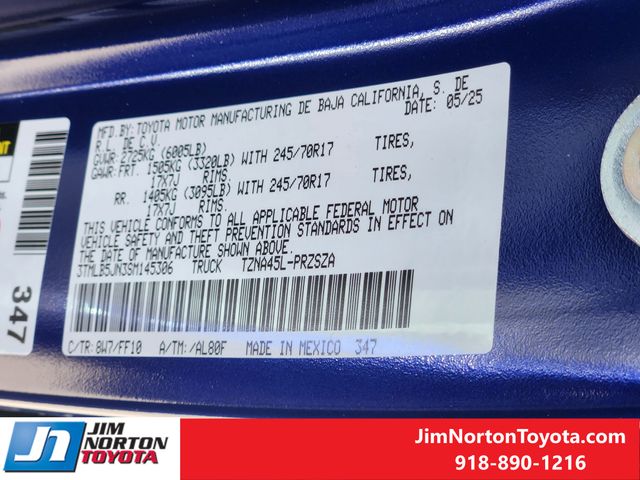 MFD.BY: TOYOTA MOTOR MANUFACTURING DE BAJA CALIFORNIA, S. DE
R.L. DE C.V. DATE: 05/25
GVWR: 2725KG (6005LB)
GAWR: FRT. 1505KG (3320LB) WITH 245/70R17 TIRES,
17X7J RIMS.
RR. 1405KG (3095LB) WITH 245/70R17 TIRES,
17X7J RIMS.
THIS VEHICLE CONFORMS TO ALL APPLICABLE FEDERAL MOTOR
VEHICLE SAFETY AND THEFT PREVENTION STANDARDS IN EFFECT ON
THE DATE OF MANUFACTURE SHOWN ABOVE.
3TMLB5JN3SM145306 TRUCK TZNA45L-PRZSZA
C/TR: 8W7/FF10 A/TM: /AL80F MADE IN MEXICO 347
347
JN JIM
NORTON
TOYOTA
JimNortonToyota.com
918-890-1216